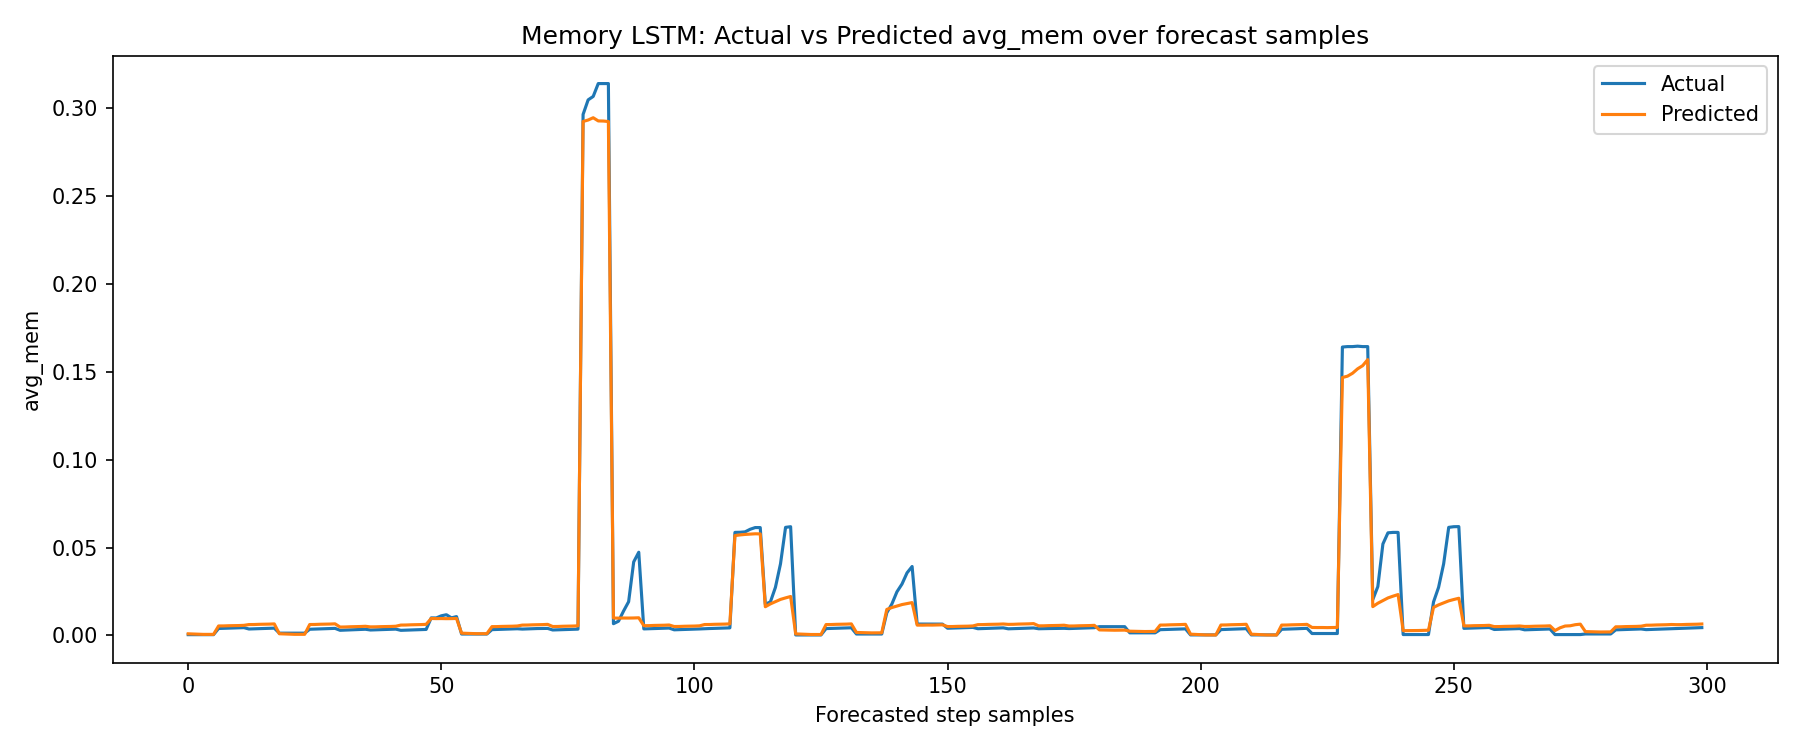 Memory LSTM: Actual vs Predicted avg_mem over forecast samples
Actual
Predicted
avg_mem
0.30
0.25
0.20
0.15
0.10
0.05
0.00
0 50 100 150 200 250 300
Forecasted step samples